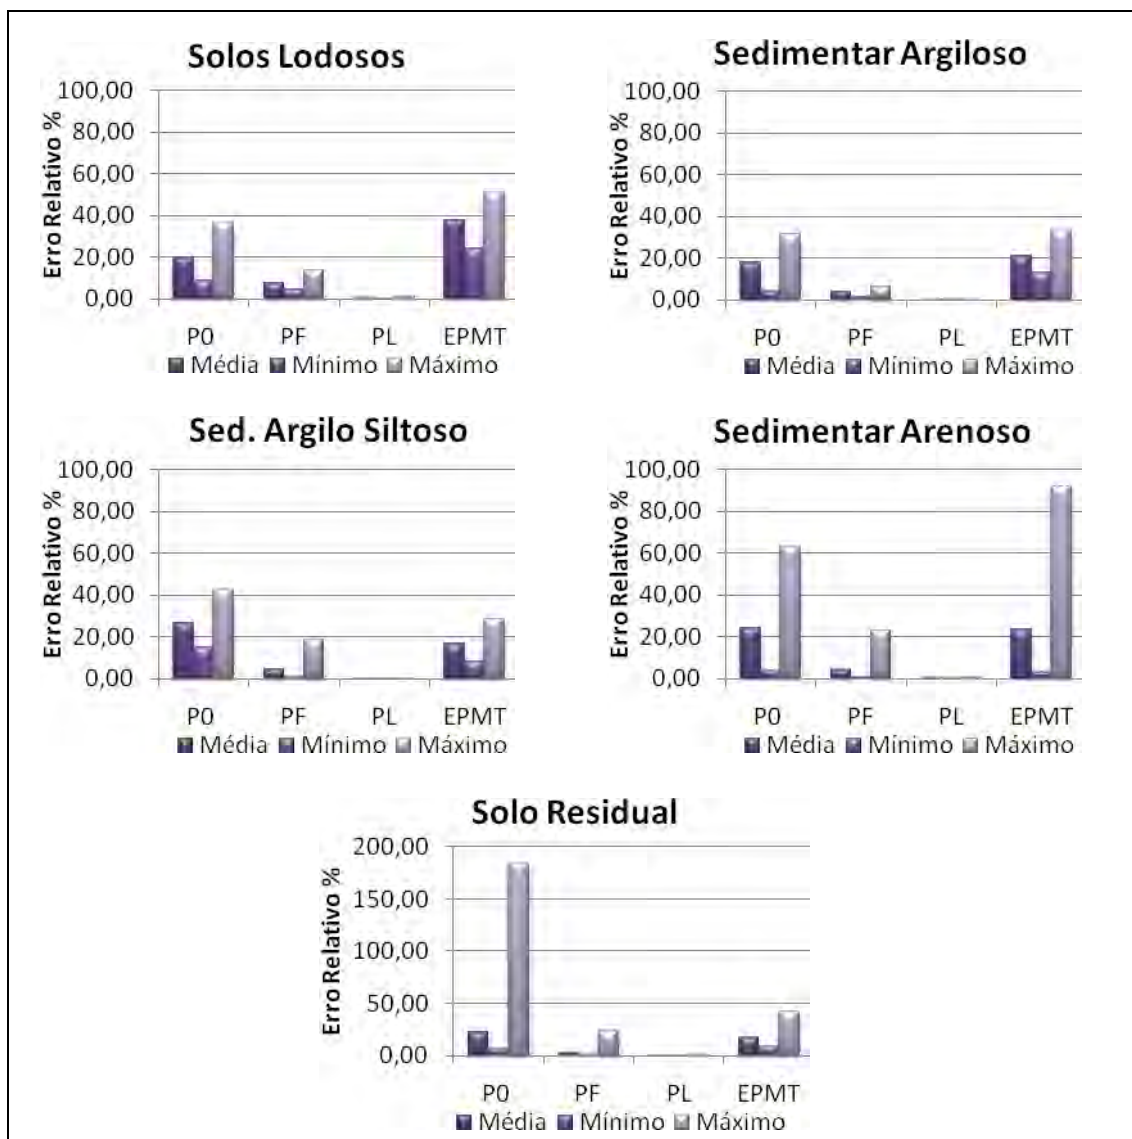 Solos Lodosos
Erro Relativo %
100,00
80,00
60,00
40,00
20,00
0,00
P0 PF PL EPMT
Média Mínimo Máximo
Sedimentar Argiloso
Erro Relativo %
100,00
80,00
60,00
40,00
20,00
0,00
P0 PF PL EPMT
Média Mínimo Máximo
Sed. Argilo Siltoso
Erro Relativo %
100,00
80,00
60,00
40,00
20,00
0,00
P0 PF PL EPMT
Média Mínimo Máximo
Sedimentar Arenoso
Erro Relativo %
100,00
80,00
60,00
40,00
20,00
0,00
P0 PF PL EPMT
Média Mínimo Máximo
Solo Residual
Erro Relativo %
200,00
150,00
100,00
50,00
0,00
P0 PF PL EPMT
Média Mínimo Máximo